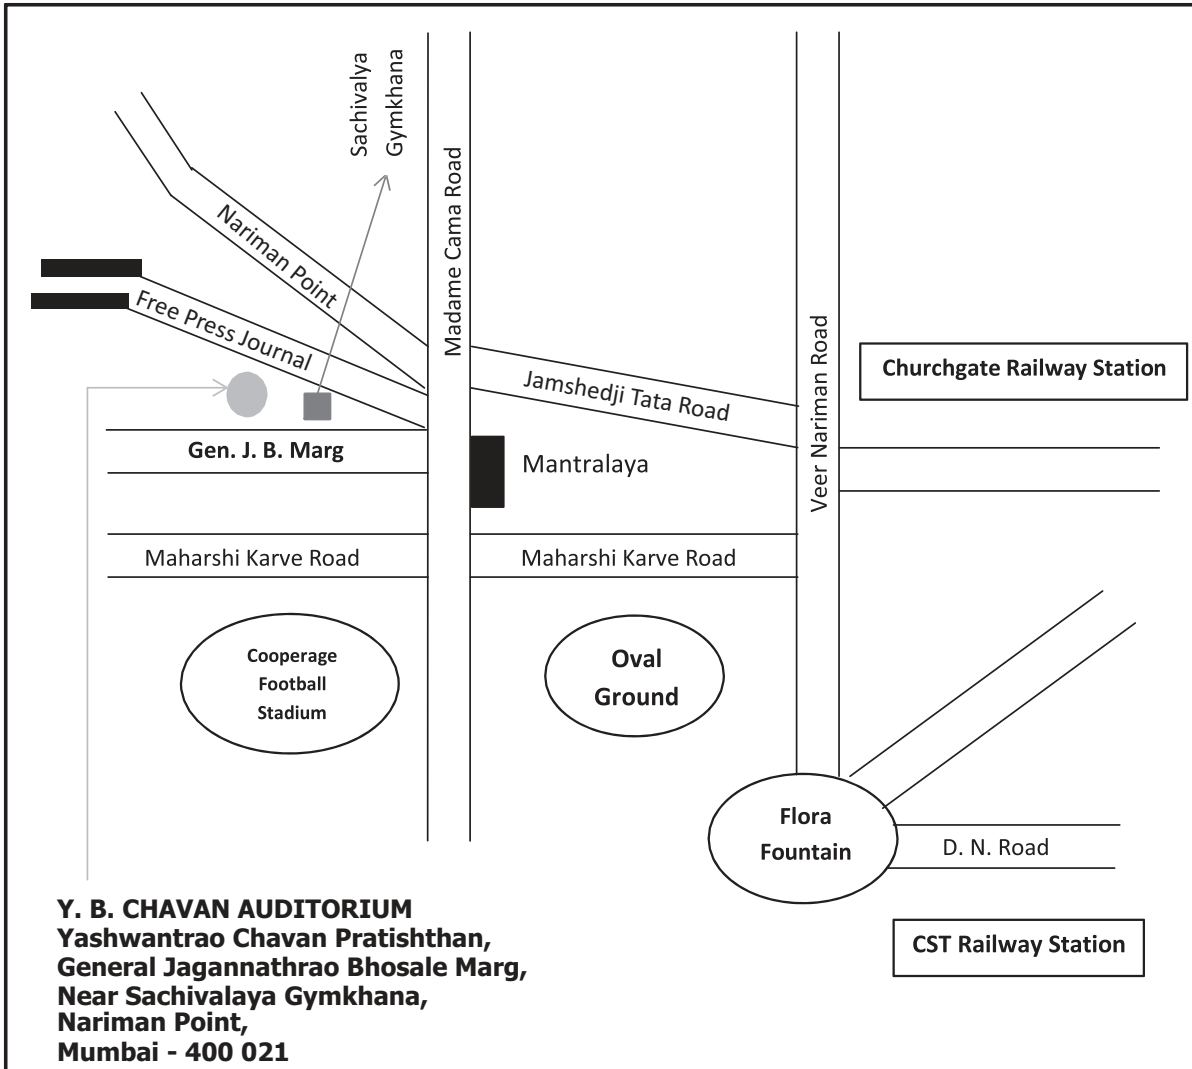 Sachivalya
Gymkhana
Madame Cama Road
Nariman Point
Free Press Journal
Veer Nariman Road
Churchgate Railway Station
Jamshedji Tata Road
Gen. J. B. Marg
Mantralaya
Maharshi Karve Road
Maharshi Karve Road
Cooperage
Football
Stadium
Oval
Ground
Flora
Fountain
D. N. Road
CST Railway Station
Y. B. CHAVAN AUDITORIUM
Yashwantrao Chavan Pratishthan,
General Jagannathrao Bhosale Marg,
Near Sachivalaya Gymkhana,
Nariman Point,
Mumbai - 400 021